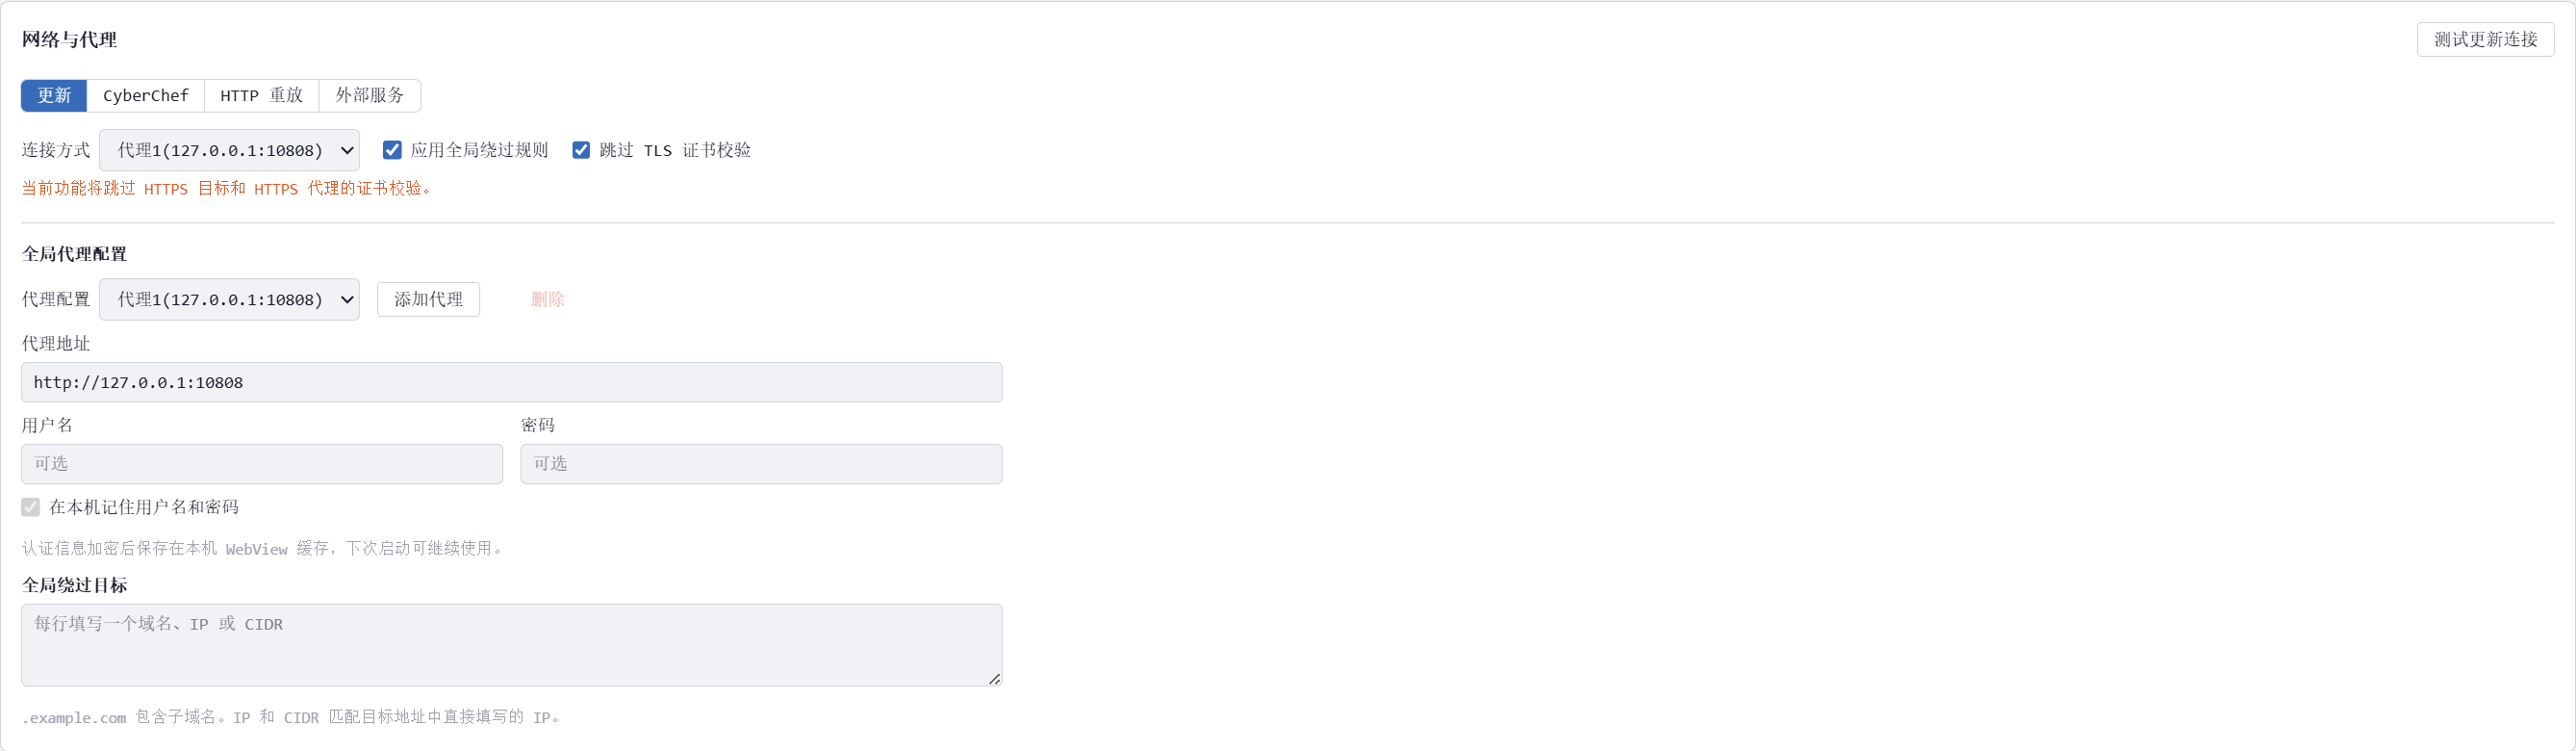 网络与代理 测试更新连接
更新 CyberChef HTTP 重放 外部服务
连接方式 代理1(127.0.0.1:10808) 应用全局绕过规则 跳过 TLS 证书校验
当前功能将跳过 HTTPS 目标和 HTTPS 代理的证书校验。
全局代理配置
代理配置 代理1(127.0.0.1:10808) 添加代理 删除
代理地址
http://127.0.0.1:10808
用户名 密码
可选 可选
在本机记住用户名和密码
认证信息加密后保存在本机 WebView 缓存，下次启动可继续使用。
全局绕过目标
每行填写一个域名、IP 或 CIDR
.example.com 包含子域名。IP 和 CIDR 匹配目标地址中直接填写的 IP。